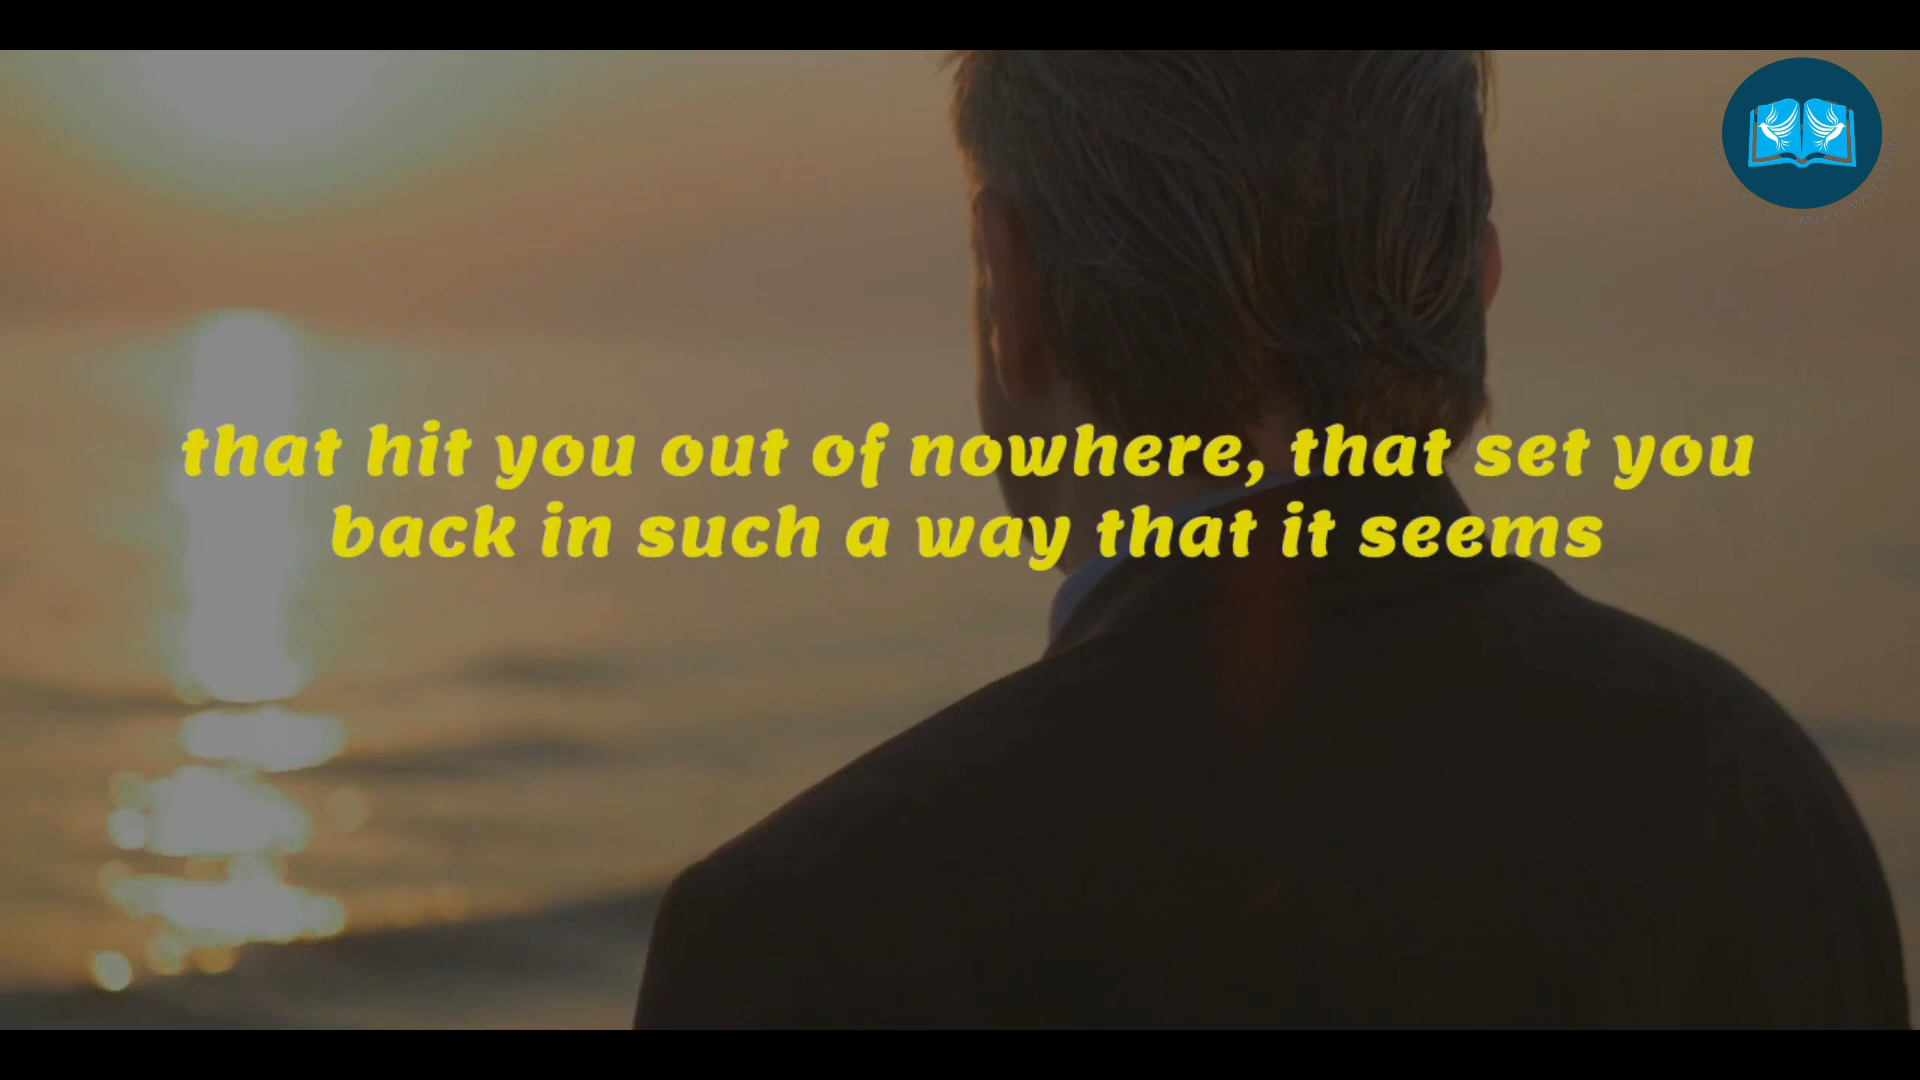 that hit you out of nowhere, that set you
back in such a way that it seems